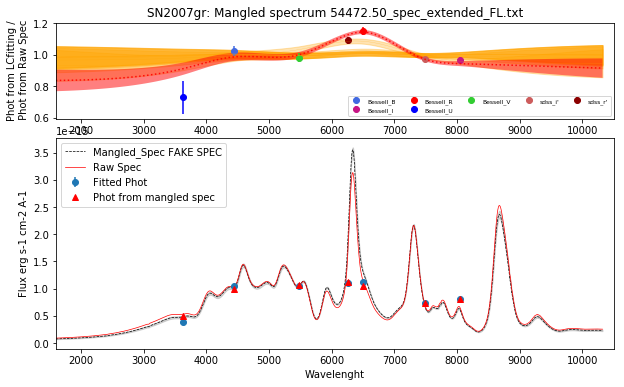 SN2007gr: Mangled spectrum 54472.50_spec_extended_FL.txt
Phot from LCfitting /
Phot from Raw Spec
1.2
1.0
0.8
0.6
Bessell_B
Bessell_I
Bessell_R
Bessell_U
Bessell_V
sdss_i'
sdss_r'
2000 3000 4000 5000 6000 7000 8000 9000 10000
1e−15
Flux erg s-1 cm-2 A-1
3.5
3.0
2.5
2.0
1.5
1.0
0.5
0.0
Mangled_Spec FAKE SPEC
Raw Spec
Fitted Phot
Phot from mangled spec
2000 3000 4000 5000 6000 7000 8000 9000 10000
Wavelenght